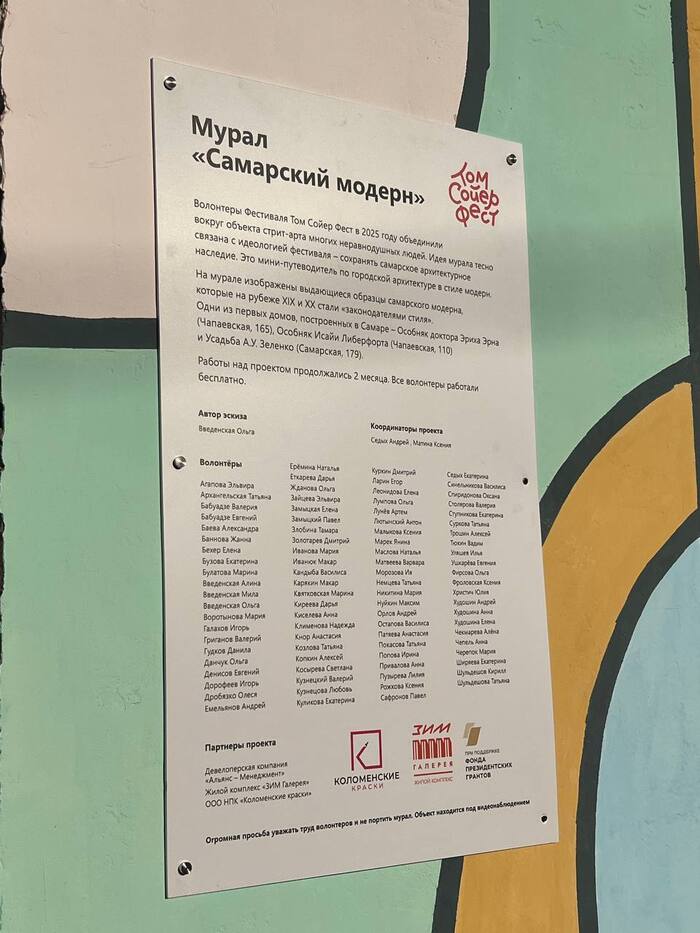 Мурал
«Самарский модерн»
Том
Сойер
фест
Волонтеры Фестиваля Том Сойер Фест в 2025 году объединили
вокруг объекта стрит-арта многих неравнодушных людей. Идея мурала тесно
связана с идеологией фестиваля – сохранять самарское архитектурное
наследие. Это мини-путеводитель по городской архитектуре в стиле модерн.
На мурале изображены выдающиеся образцы самарского модерна,
которые на рубеже XIX и XX стали «законодателями стиля».
Одни из первых домов, построенных в Самаре – Особняк доктора Эриха Эрна
(Чапаевская, 165), Особняк Исайи Либерфорта (Чапаевская, 110)
и Усадьба А.У. Зеленко (Самарская, 179).
Работы над проектом продолжались 2 месяца. Все волонтеры работали
бесплатно.
Автор эскиза
Введенская Ольга
Координаторы проекта
Седых Андрей , Матина Ксения
Волонтёры
Агапова Эльвира
Архангельская Татьяна
Бабуадзе Валерия
Бабуадзе Евгений
Баева Александра
Баннова Жанна
Бехер Елена
Бузова Екатерина
Булатова Марина
Введенская Алина
Введенская Мила
Введенская Ольга
Воротынова Мария
Галахов Игорь
Григанов Валерий
Гудков Данила
Данчук Ольга
Денисов Евгений
Дорофеев Игорь
Дробязко Олеся
Емельянов Андрей
Ерёмина Наталья
Еткарева Дарья
Жданова Ольга
Зайцева Эльвира
Замыцкая Елена
Замыцкий Павел
Злобина Тамара
Золотарев Дмитрий
Иванова Мария
Иванюк Макар
Кандыба Василиса
Карякин Макар
Квятковская Марина
Киреева Дарья
Киселева Анна
Клименова Надежда
Кнор Анастасия
Козлова Татьяна
Копкин Алексей
Косырева Светлана
Кузнецкий Валерий
Кузнецова Любовь
Куликова Екатерина
Куркин Дмитрий
Ларин Егор
Леонидова Елена
Лумпова Ольга
Лунёв Артем
Лютынский Антон
Малыкова Ксения
Марек Янина
Маслова Наталья
Матвеева Варвара
Морозова Ия
Немцева Татьяна
Никитина Мария
Нуйкин Максим
Орлов Андрей
Остапова Василиса
Патяева Анастасия
Покасова Татьяна
Попова Ирина
Привалова Анна
Пузырева Лилия
Рожкова Ксения
Сафронов Павел
Седых Екатерина
Синельникова Василиса
Спиридонова Оксана
Столярова Валерия
Ступникова Екатерина
Суркова Татьяна
Трошин Алексей
Тюкин Вадим
Уляшев Илья
Ушкарёва Евгения
Фирсова Ольга
Фроловская Ксения
Христич Юлия
Худошин Андрей
Худошина Анна
Худошина Елена
Чекмарева Алёна
Чепель Анна
Черепок Мария
Ширяева Екатерина
Шульдешов Кирилл
Шульдешова Татьяна
Партнеры проекта
Девелоперская компания
«Альянс – Менеджмент»
Жилой комплекс «ЗИМ Галерея»
ООО НПК «Коломенские краски»
КОЛОМЕНСКИЕ
КРАСКИ
ЗИМ
ГАЛЕРЕЯ
ЖИЛОЙ КОМПЛЕКС
ПРИ ПОДДЕРЖКЕ
ФОНДА
ПРЕЗИДЕНТСКИХ
ГРАНТОВ
Огромная просьба уважать труд волонтеров и не портить мурал. Объект находится под видеонаблюдением